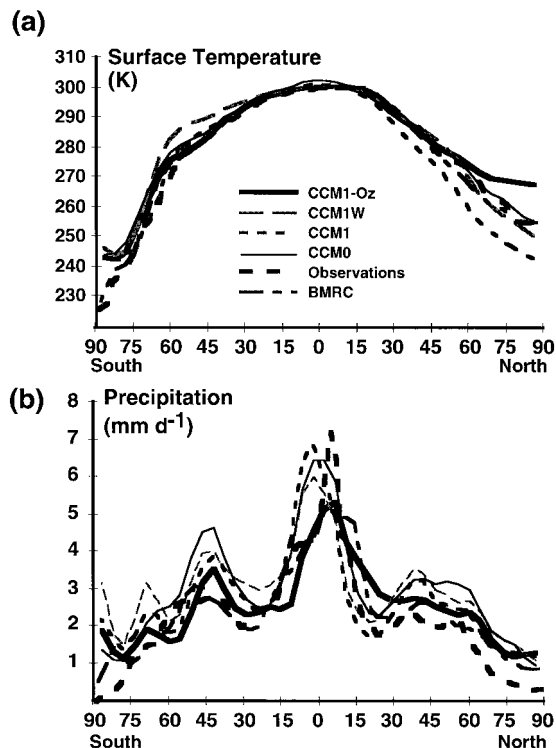 (a)
Surface Temperature
(K)
310
300
290
280
270
260
250
240
230
CCM1-Oz
CCM1W
CCM1
CCM0
Observations
BMRC
90 75 60 45 30 15 0 15 30 45 60 75 90
South North
(b)
Precipitation
(mm d-1)
8
7
6
5
4
3
2
1
90 75 60 45 30 15 0 15 30 45 60 75 90
South North